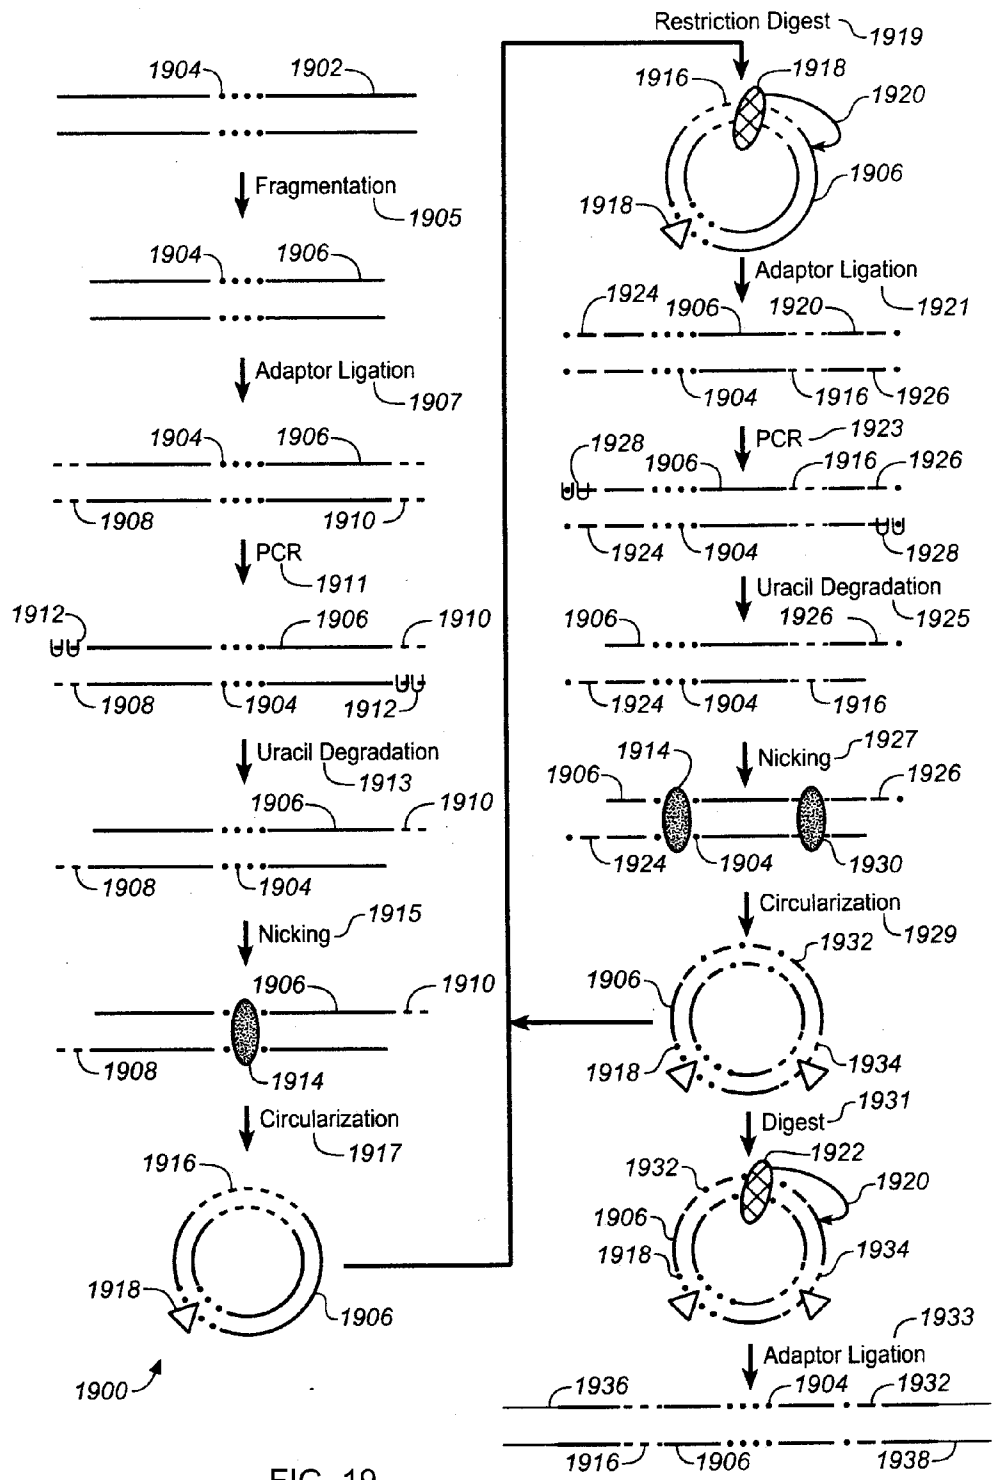 1904 1902
Fragmentation
1905
1904 1906
Adaptor Ligation
1907
1904 1906
1908 1910
PCR
1911
1912 1906 1910
1908 1904 1912
Uracil Degradation
1913
1906 1910
1908 1904
Nicking 1915
1906 1910
1908 1914
Circularization
1917
1916
1918 1906
1900
Restriction Digest 1919
1916 1918
1920
1906
1918
Adaptor Ligation
1921
1924 1906 1920
1904 1916 1926
PCR 1923
1928 1906 1916 1926
1924 1904 1928
Uracil Degradation
1925
1906 1926
1924 1904 1916
Nicking 1927
1914
1906 1926
1924 1904 1930
Circularization
1929
1932
1906
1918 1934
Digest 1931
1922
1932 1920
1906
1918 1934
1933
Adaptor Ligation
1936 1904 1932
1916 1906 1938
FIG. 19